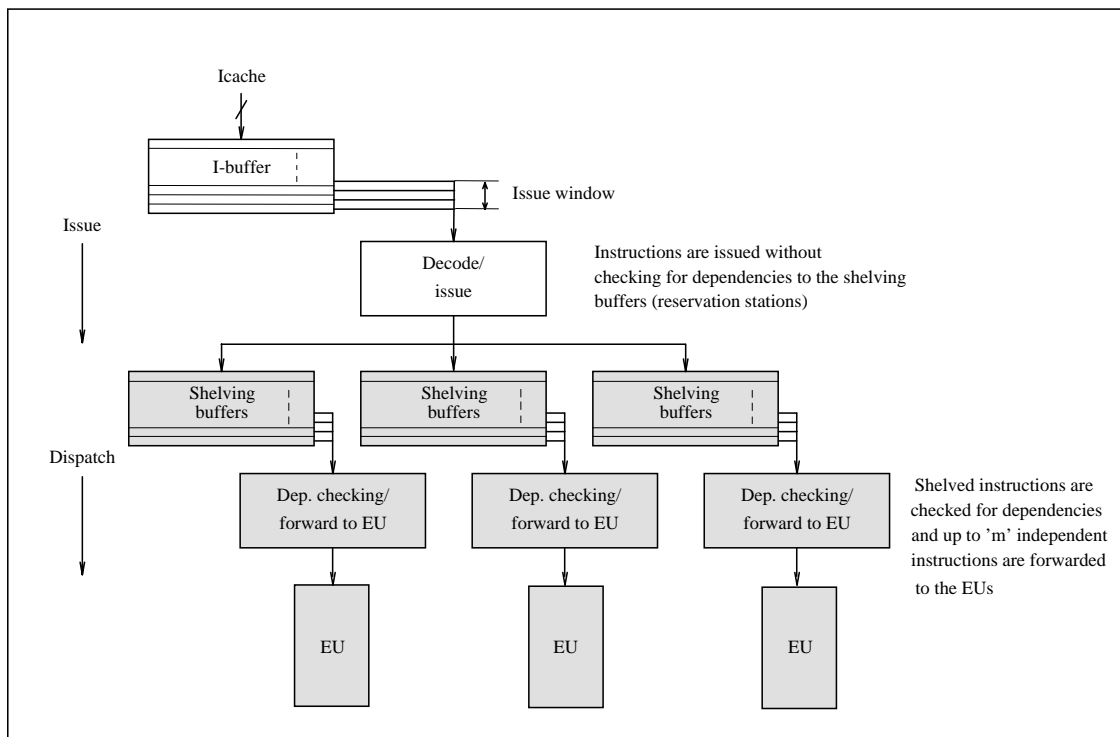 Icache
I-buffer
Issue window
Issue
Decode/
issue
Instructions are issued without
checking for dependencies to the shelving
buffers (reservation stations)
Shelving
buffers
Shelving
buffers
Shelving
buffers
Dispatch
Dep. checking/
forward to EU
Dep. checking/
forward to EU
Dep. checking/
forward to EU
Shelved instructions are
checked for dependencies
and up to ’m’ independent
instructions are forwarded
to the EUs
EU
EU
EU